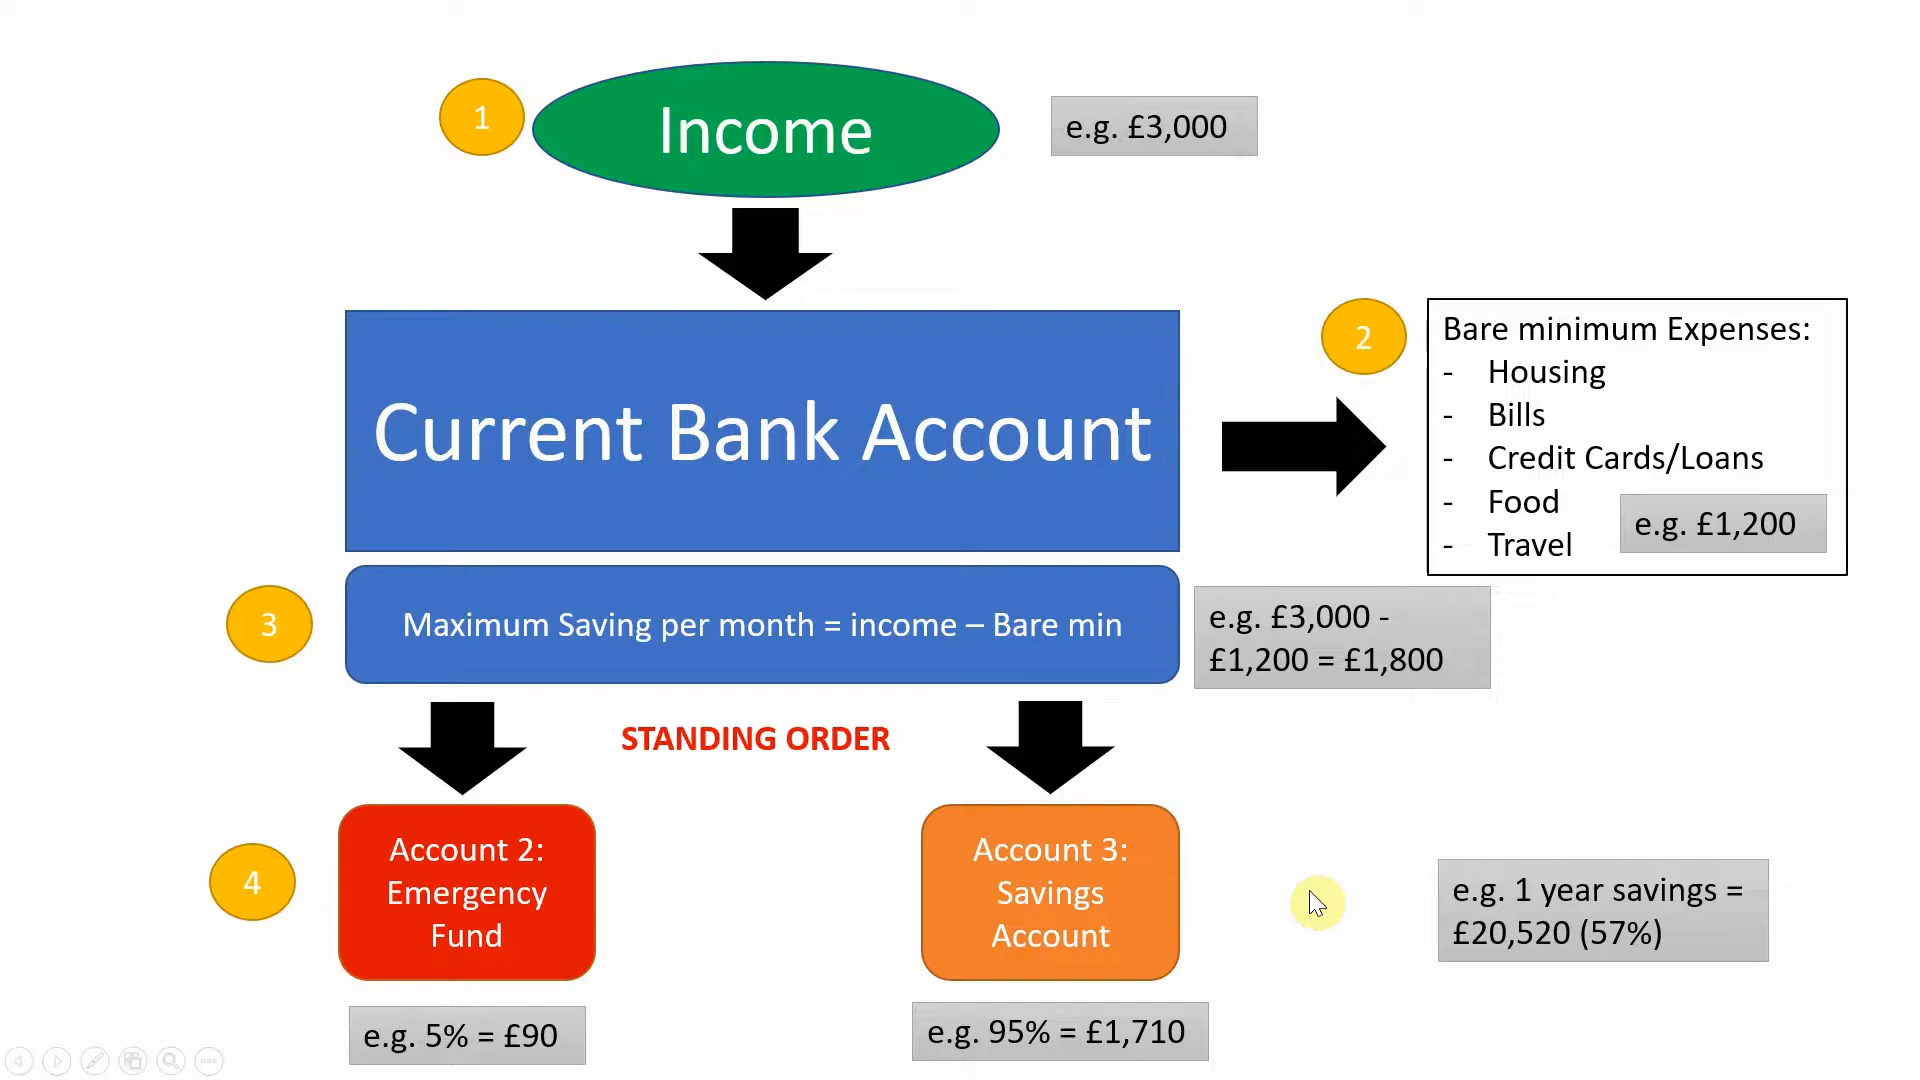 1
Income
e.g. £3,000
2
Bare minimum Expenses:
- Housing
- Bills
- Credit Cards/Loans
- Food
- Travel
e.g. £1,200
Current Bank Account
3
Maximum Saving per month = income – Bare min
e.g. £3,000 -
£1,200 = £1,800
STANDING ORDER
4
Account 2:
Emergency
Fund
e.g. 5% = £90
Account 3:
Savings
Account
e.g. 95% = £1,710
e.g. 1 year savings =
£20,520 (57%)